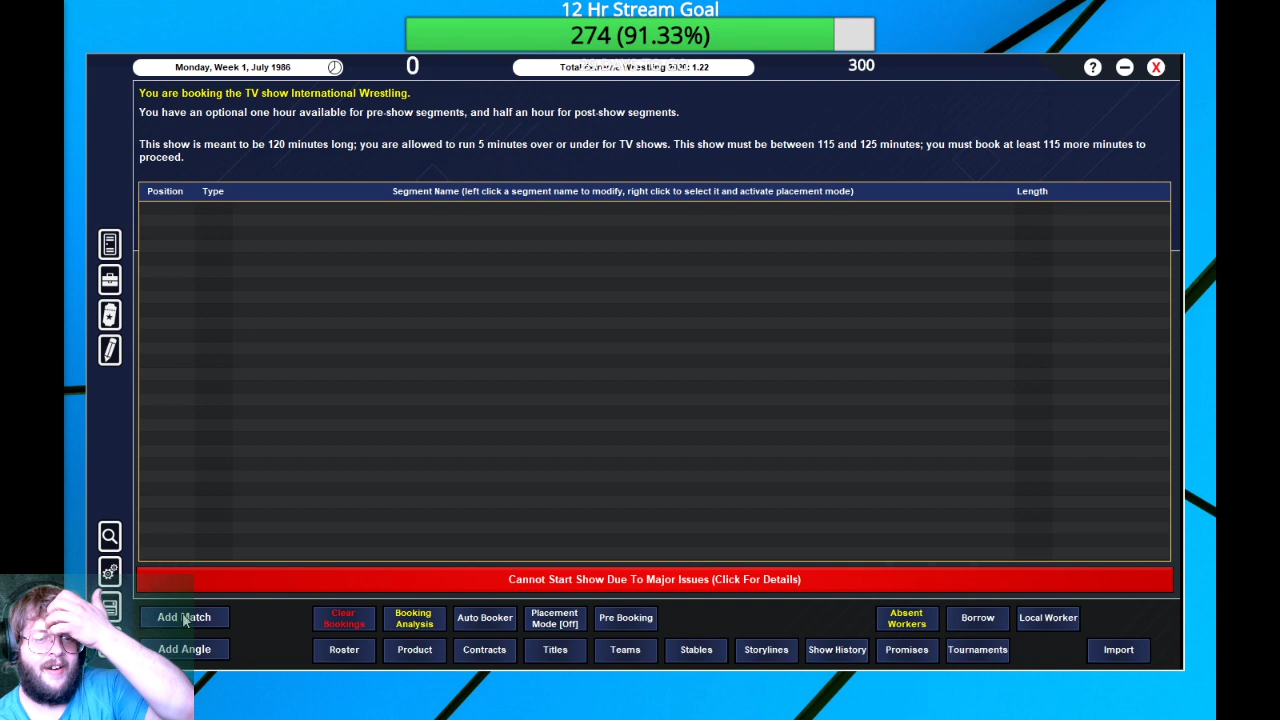 12 Hr Stream Goal
274 (91.33%)
Monday, Week 1, July 1986
0
Total Extreme Wrestling 2020: 1.22
300
?
X
You are booking the TV show International Wrestling.
You have an optional one hour available for pre-show segments, and half an hour for post-show segments.
This show is meant to be 120 minutes long; you are allowed to run 5 minutes over or under for TV shows. This show must be between 115 and 125 minutes; you must book at least 115 more minutes to
proceed.
Position Type Segment Name (left click a segment name to modify, right click to select it and activate placement mode) Length
Cannot Start Show Due To Major Issues (Click For Details)
Add Match
Clear
Bookings
Booking
Analysis
Auto Booker
Placement
Mode [Off]
Pre Booking
Absent
Workers
Borrow
Local Worker
Add Angle
Roster
Product
Contracts
Titles
Teams
Stables
Storylines
Show History
Promises
Tournaments
Import